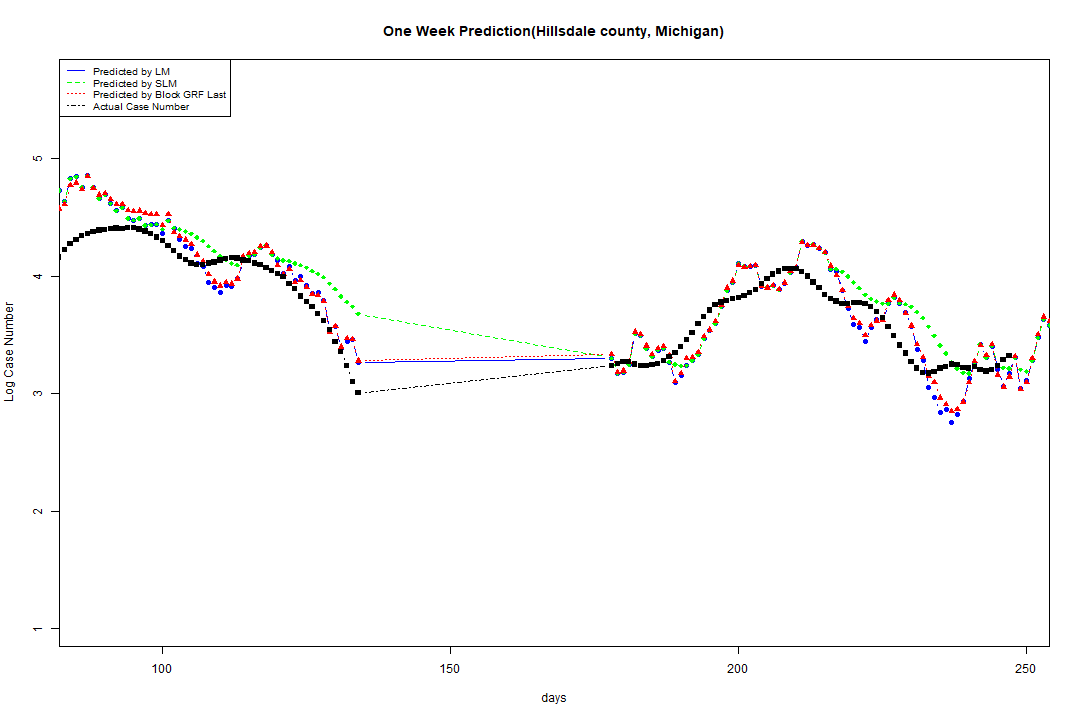 One Week Prediction(Hillsdale county, Michigan)
Predicted by LM
Predicted by SLM
Predicted by Block GRF Last
Actual Case Number
Log Case Number
5
4
3
2
1
100
150
200
250
days